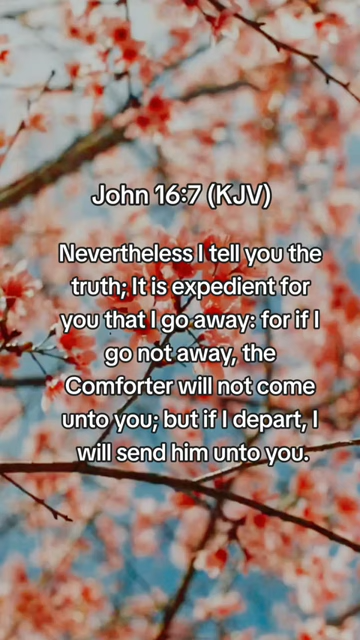 John 16:7 (KJV)
Nevertheless I tell you the
truth; It is expedient for
you that I go away: for if I
go not away, the
Comforter will not come
unto you; but if I depart, I
will send him unto you.